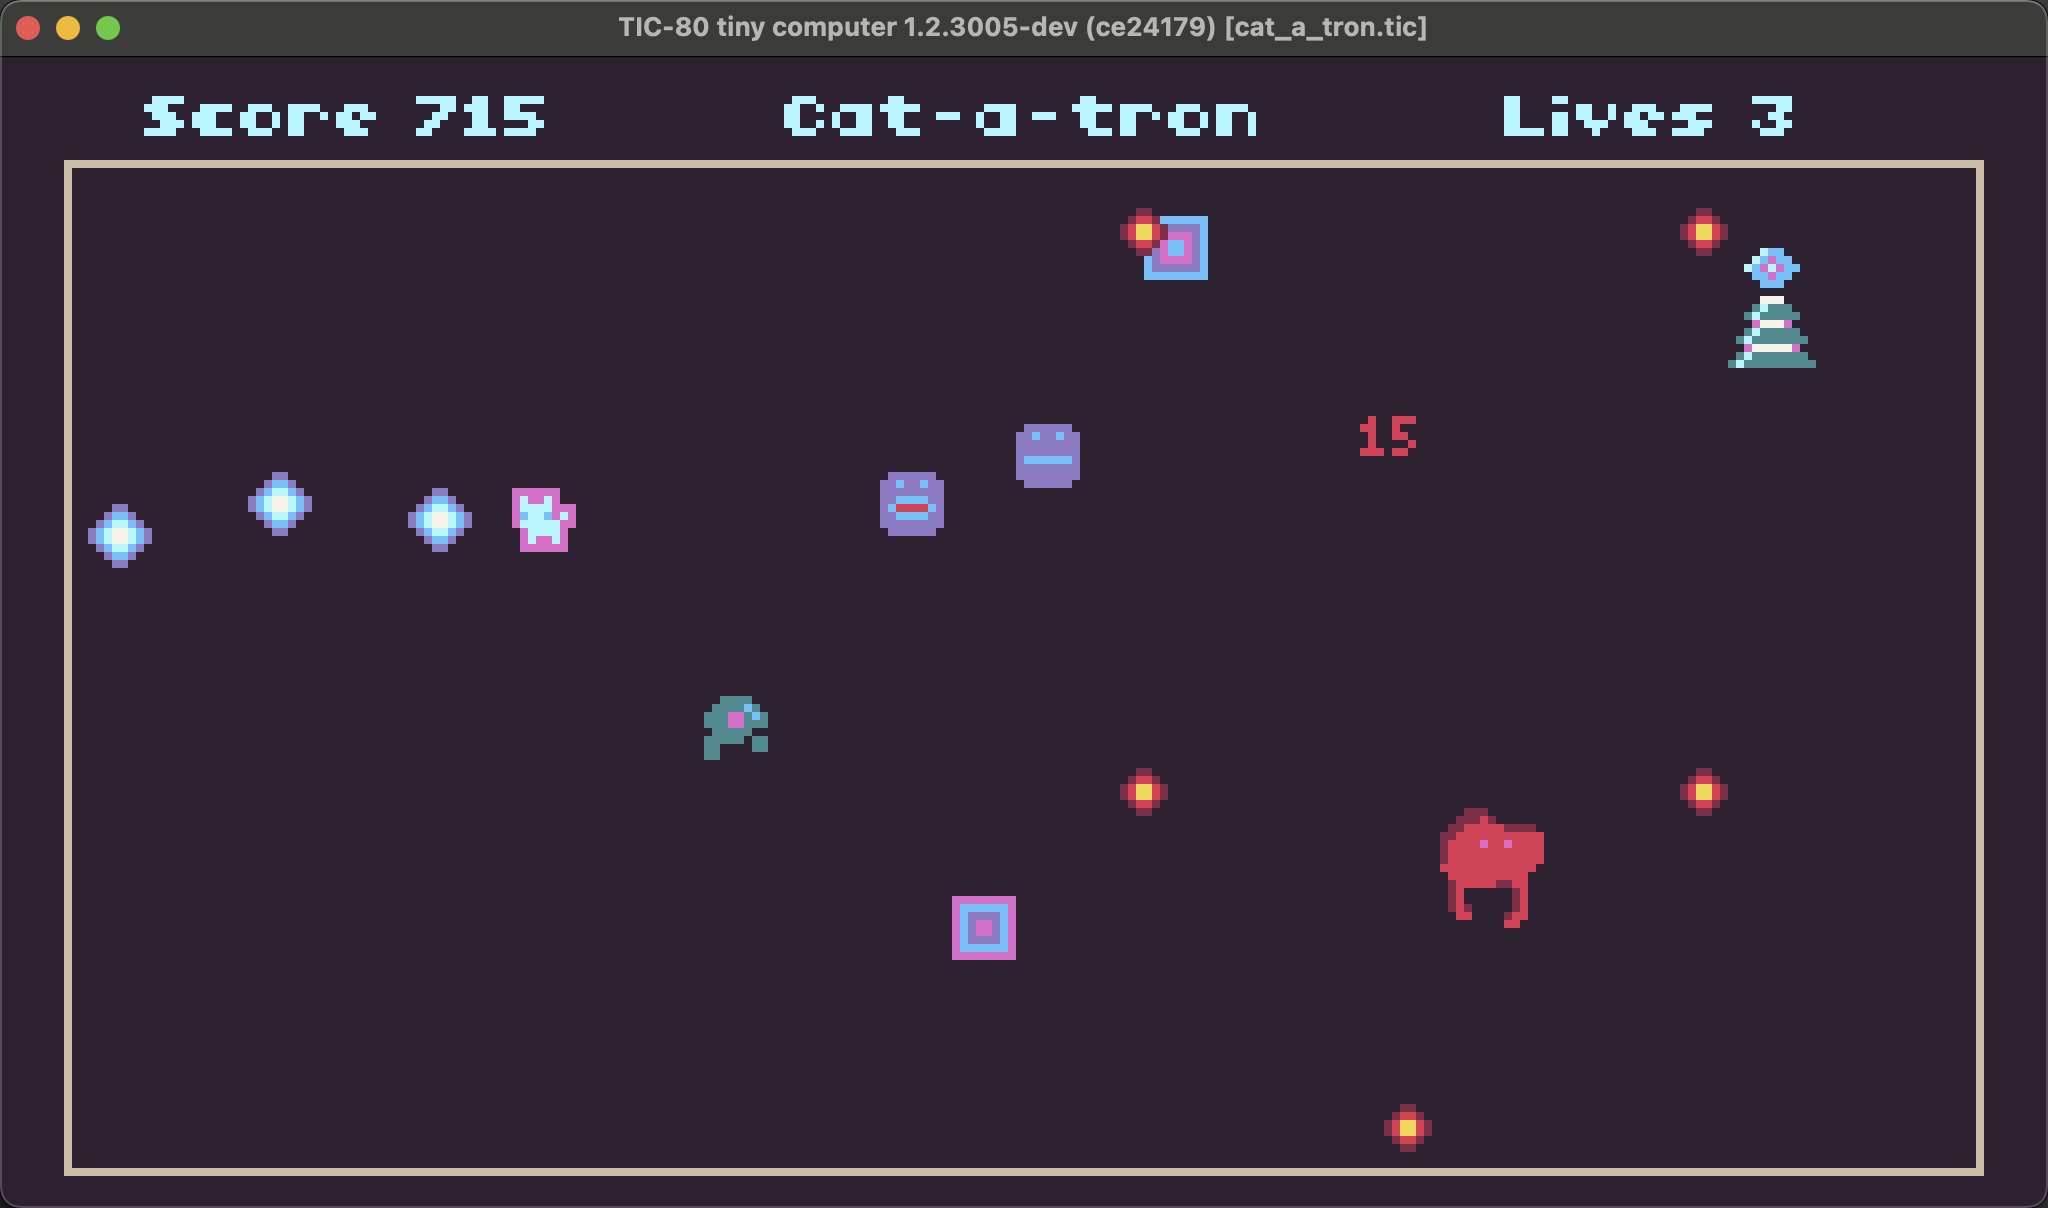 TIC-80 tiny computer 1.2.3005-dev (ce24179) [cat_a_tron.tic]
Score 715 Cat-a-tron Lives 3
15